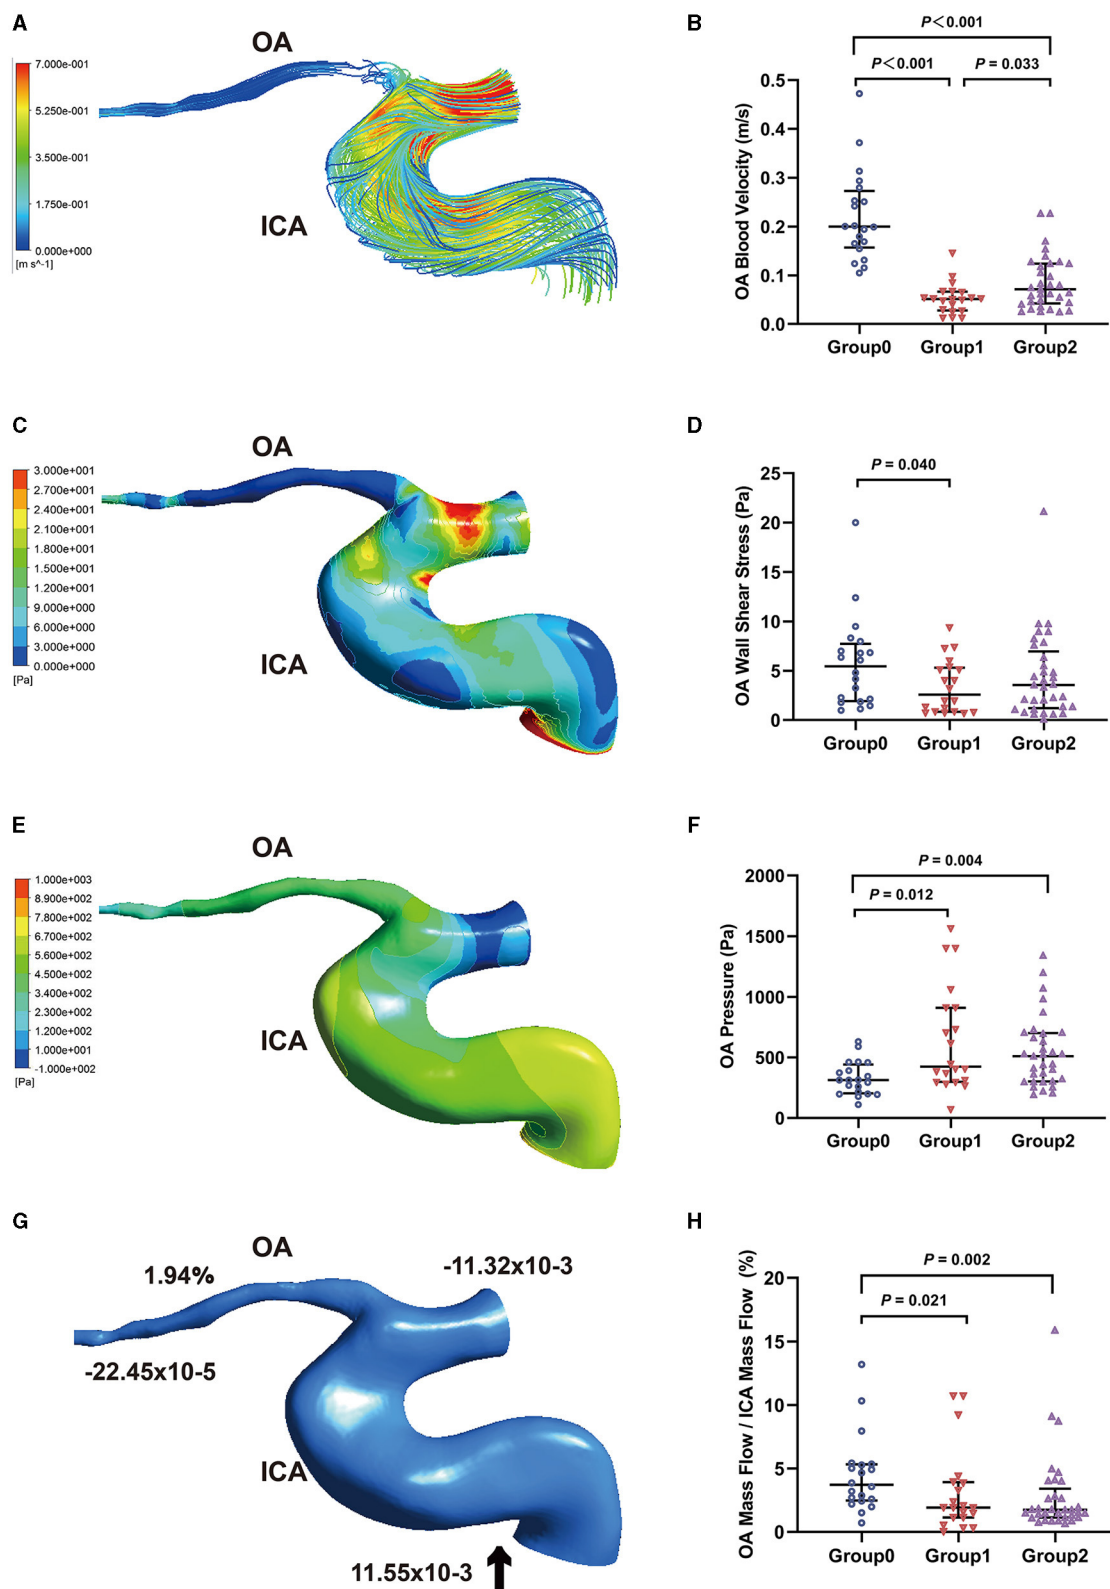 A
OA
7.000e-001
5.250e-001
3.500e-001
1.750e-001
0.000e+000
[m s^-1]
ICA
B
P<0.001
P<0.001
P = 0.033
OA Blood Velocity (m/s)
0.5
0.4
0.3
0.2
0.1
0.0
Group0 Group1 Group2
C
OA
3.000e+001
2.700e+001
2.400e+001
2.100e+001
1.800e+001
1.500e+001
1.200e+001
9.000e+000
6.000e+000
3.000e+000
0.000e+000
[Pa]
ICA
D
P = 0.040
OA Wall Shear Stress (Pa)
25
20
15
10
5
0
Group0 Group1 Group2
E
OA
1.000e+003
8.900e+002
7.800e+002
6.700e+002
5.600e+002
4.500e+002
3.400e+002
2.300e+002
1.200e+002
1.000e+001
-1.000e+002
[Pa]
ICA
F
P = 0.004
P = 0.012
OA Pressure (Pa)
2000
1500
1000
500
0
Group0 Group1 Group2
G
OA
1.94%
-11.32x10-3
-22.45x10-5
ICA
11.55x10-3
H
P = 0.002
P = 0.021
OA Mass Flow / ICA Mass Flow (%)
20
15
10
5
0
Group0 Group1 Group2